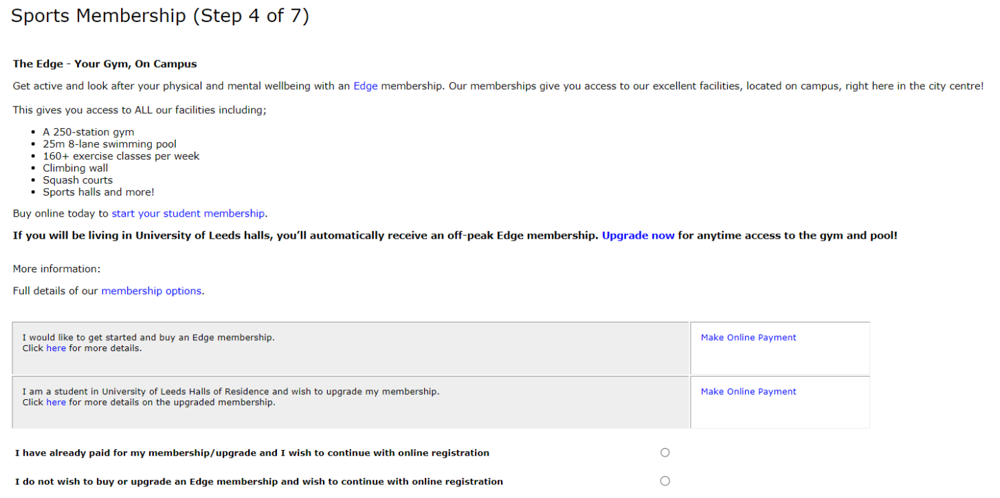 Sports Membership (Step 4 of 7)
The Edge - Your Gym, On Campus
Get active and look after your physical and mental wellbeing with an Edge membership. Our memberships give you access to our excellent facilities, located on campus, right here in the city centre!
This gives you access to ALL our facilities including;
• A 250-station gym
• 25m 8-lane swimming pool
• 160+ exercise classes per week
• Climbing wall
• Squash courts
• Sports halls and more!
Buy online today to start your student membership.
If you will be living in University of Leeds halls, you’ll automatically receive an off-peak Edge membership. Upgrade now for anytime access to the gym and pool!
More information:
Full details of our membership options.
I would like to get started and buy an Edge membership.
Click here for more details.
Make Online Payment
I am a student in University of Leeds Halls of Residence and wish to upgrade my membership.
Click here for more details on the upgraded membership.
Make Online Payment
I have already paid for my membership/upgrade and I wish to continue with online registration
I do not wish to buy or upgrade an Edge membership and wish to continue with online registration